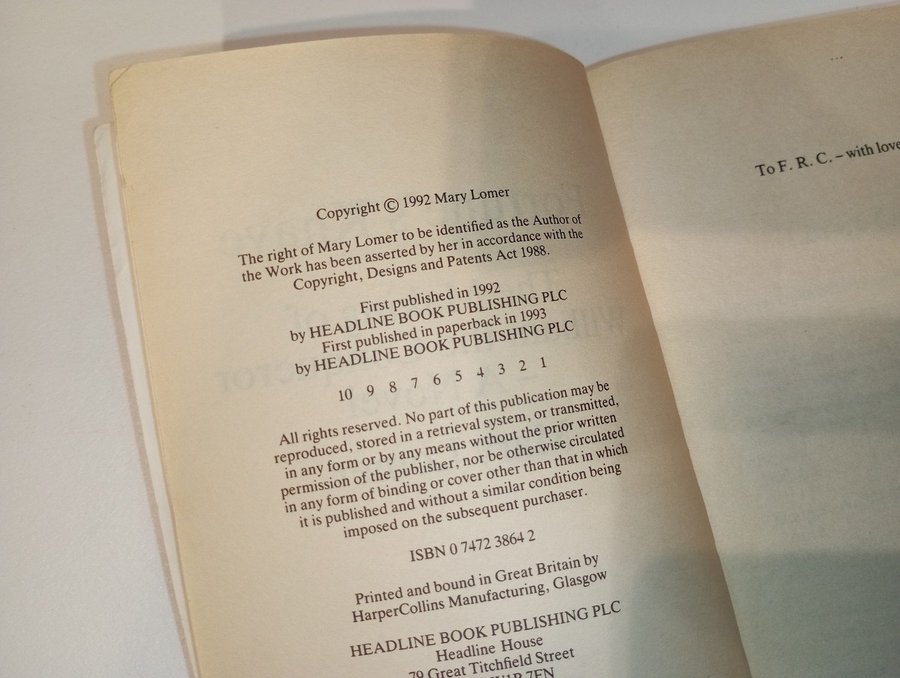 Copyright © 1992 Mary Lomer
The right of Mary Lomer to be identified as the Author of
the Work has been asserted by her in accordance with the
Copyright, Designs and Patents Act 1988.
First published in 1992
by HEADLINE BOOK PUBLISHING PLC
First published in paperback in 1993
by HEADLINE BOOK PUBLISHING PLC
10 9 8 7 6 5 4 3 2 1
All rights reserved. No part of this publication may be
reproduced, stored in a retrieval system, or transmitted,
in any form or by any means without the prior written
permission of the publisher, nor be otherwise circulated
in any form of binding or cover other than that in which
it is published and without a similar condition being
imposed on the subsequent purchaser.
ISBN 0 7472 3864 2
Printed and bound in Great Britain by
HarperCollins Manufacturing, Glasgow
HEADLINE BOOK PUBLISHING PLC
Headline House
79 Great Titchfield Street
To F. R. C. – with love